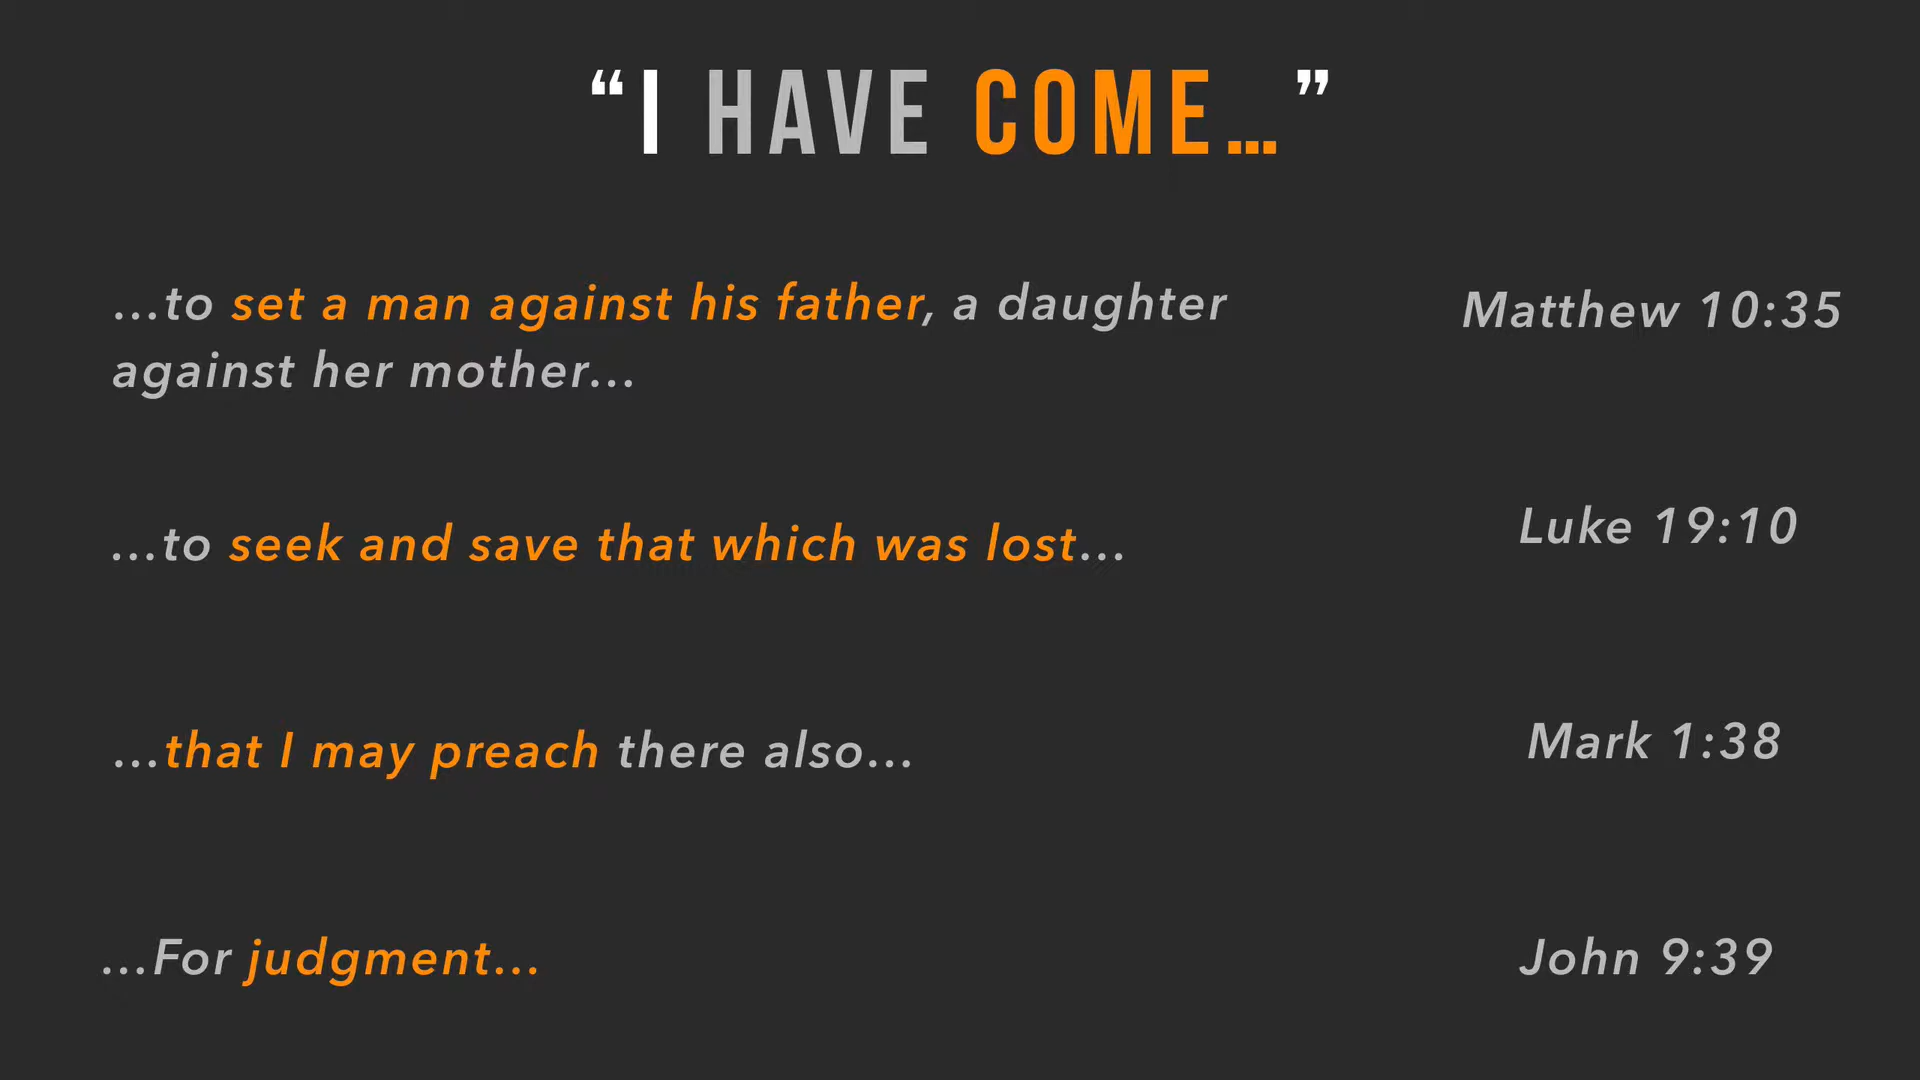 “I HAVE COME…”
…to set a man against his father, a daughter Matthew 10:35
against her mother…
…to seek and save that which was lost… Luke 19:10
…that I may preach there also… Mark 1:38
…For judgment… John 9:39